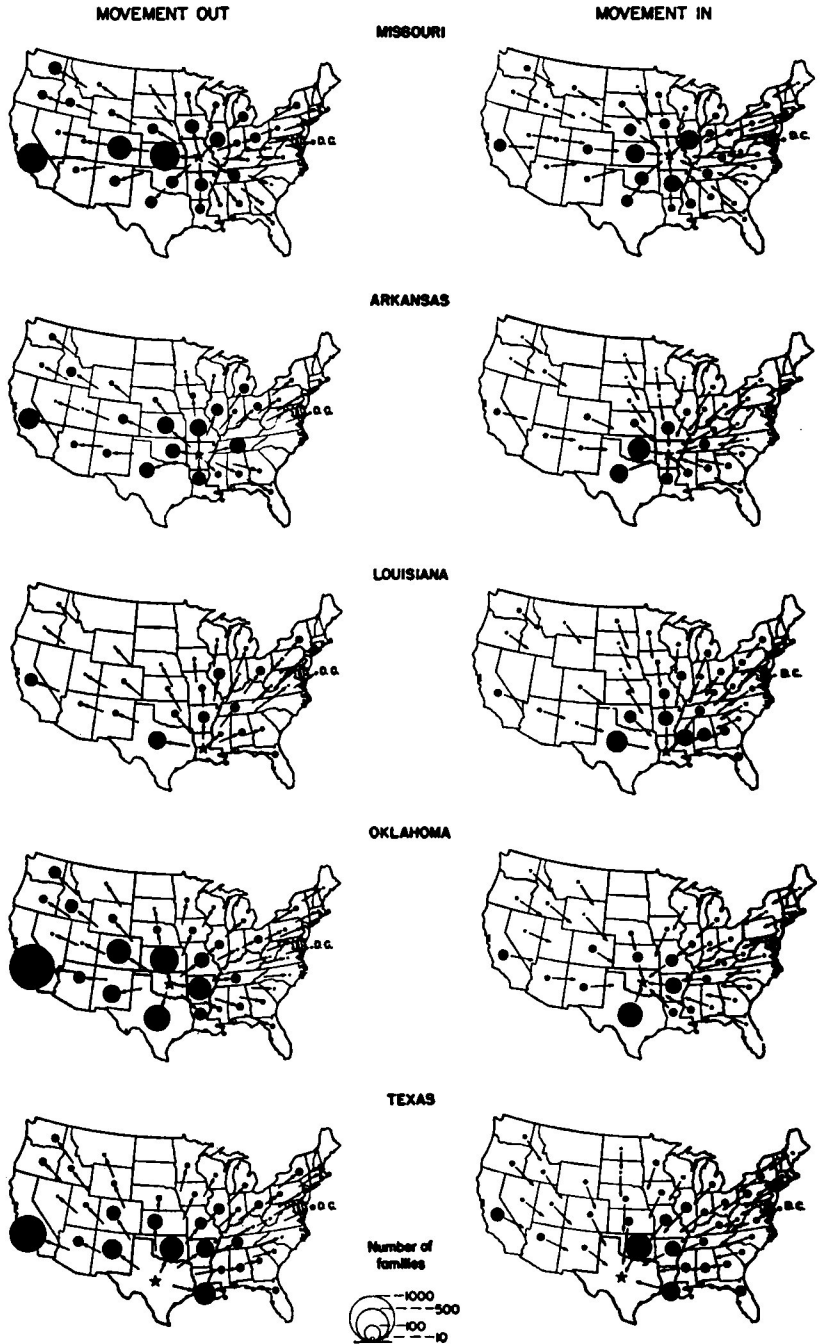 MOVEMENT OUT
MOVEMENT IN
MISSOURI
D.C.
D.C.
ARKANSAS
D.C.
D.C.
LOUISIANA
D.C.
D.C.
OKLAHOMA
D.C.
D.C.
TEXAS
D.C.
D.C.
Number of
families
1000
500
100
10